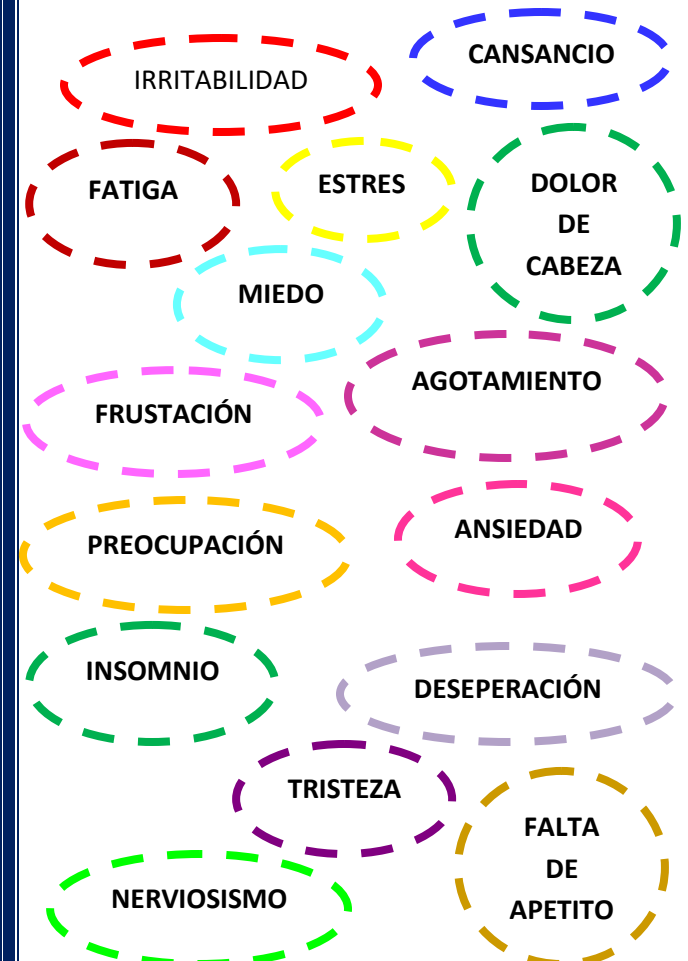 CANSANCIO
IRRITABILIDAD
FATIGA
ESTRES
DOLOR
DE
CABEZA
MIEDO
AGOTAMIENTO
FRUSTACIÓN
ANSIEDAD
PREOCUPACIÓN
INSOMNIO
DESEPERACIÓN
TRISTEZA
FALTA
DE
APETITO
NERVIOSISMO